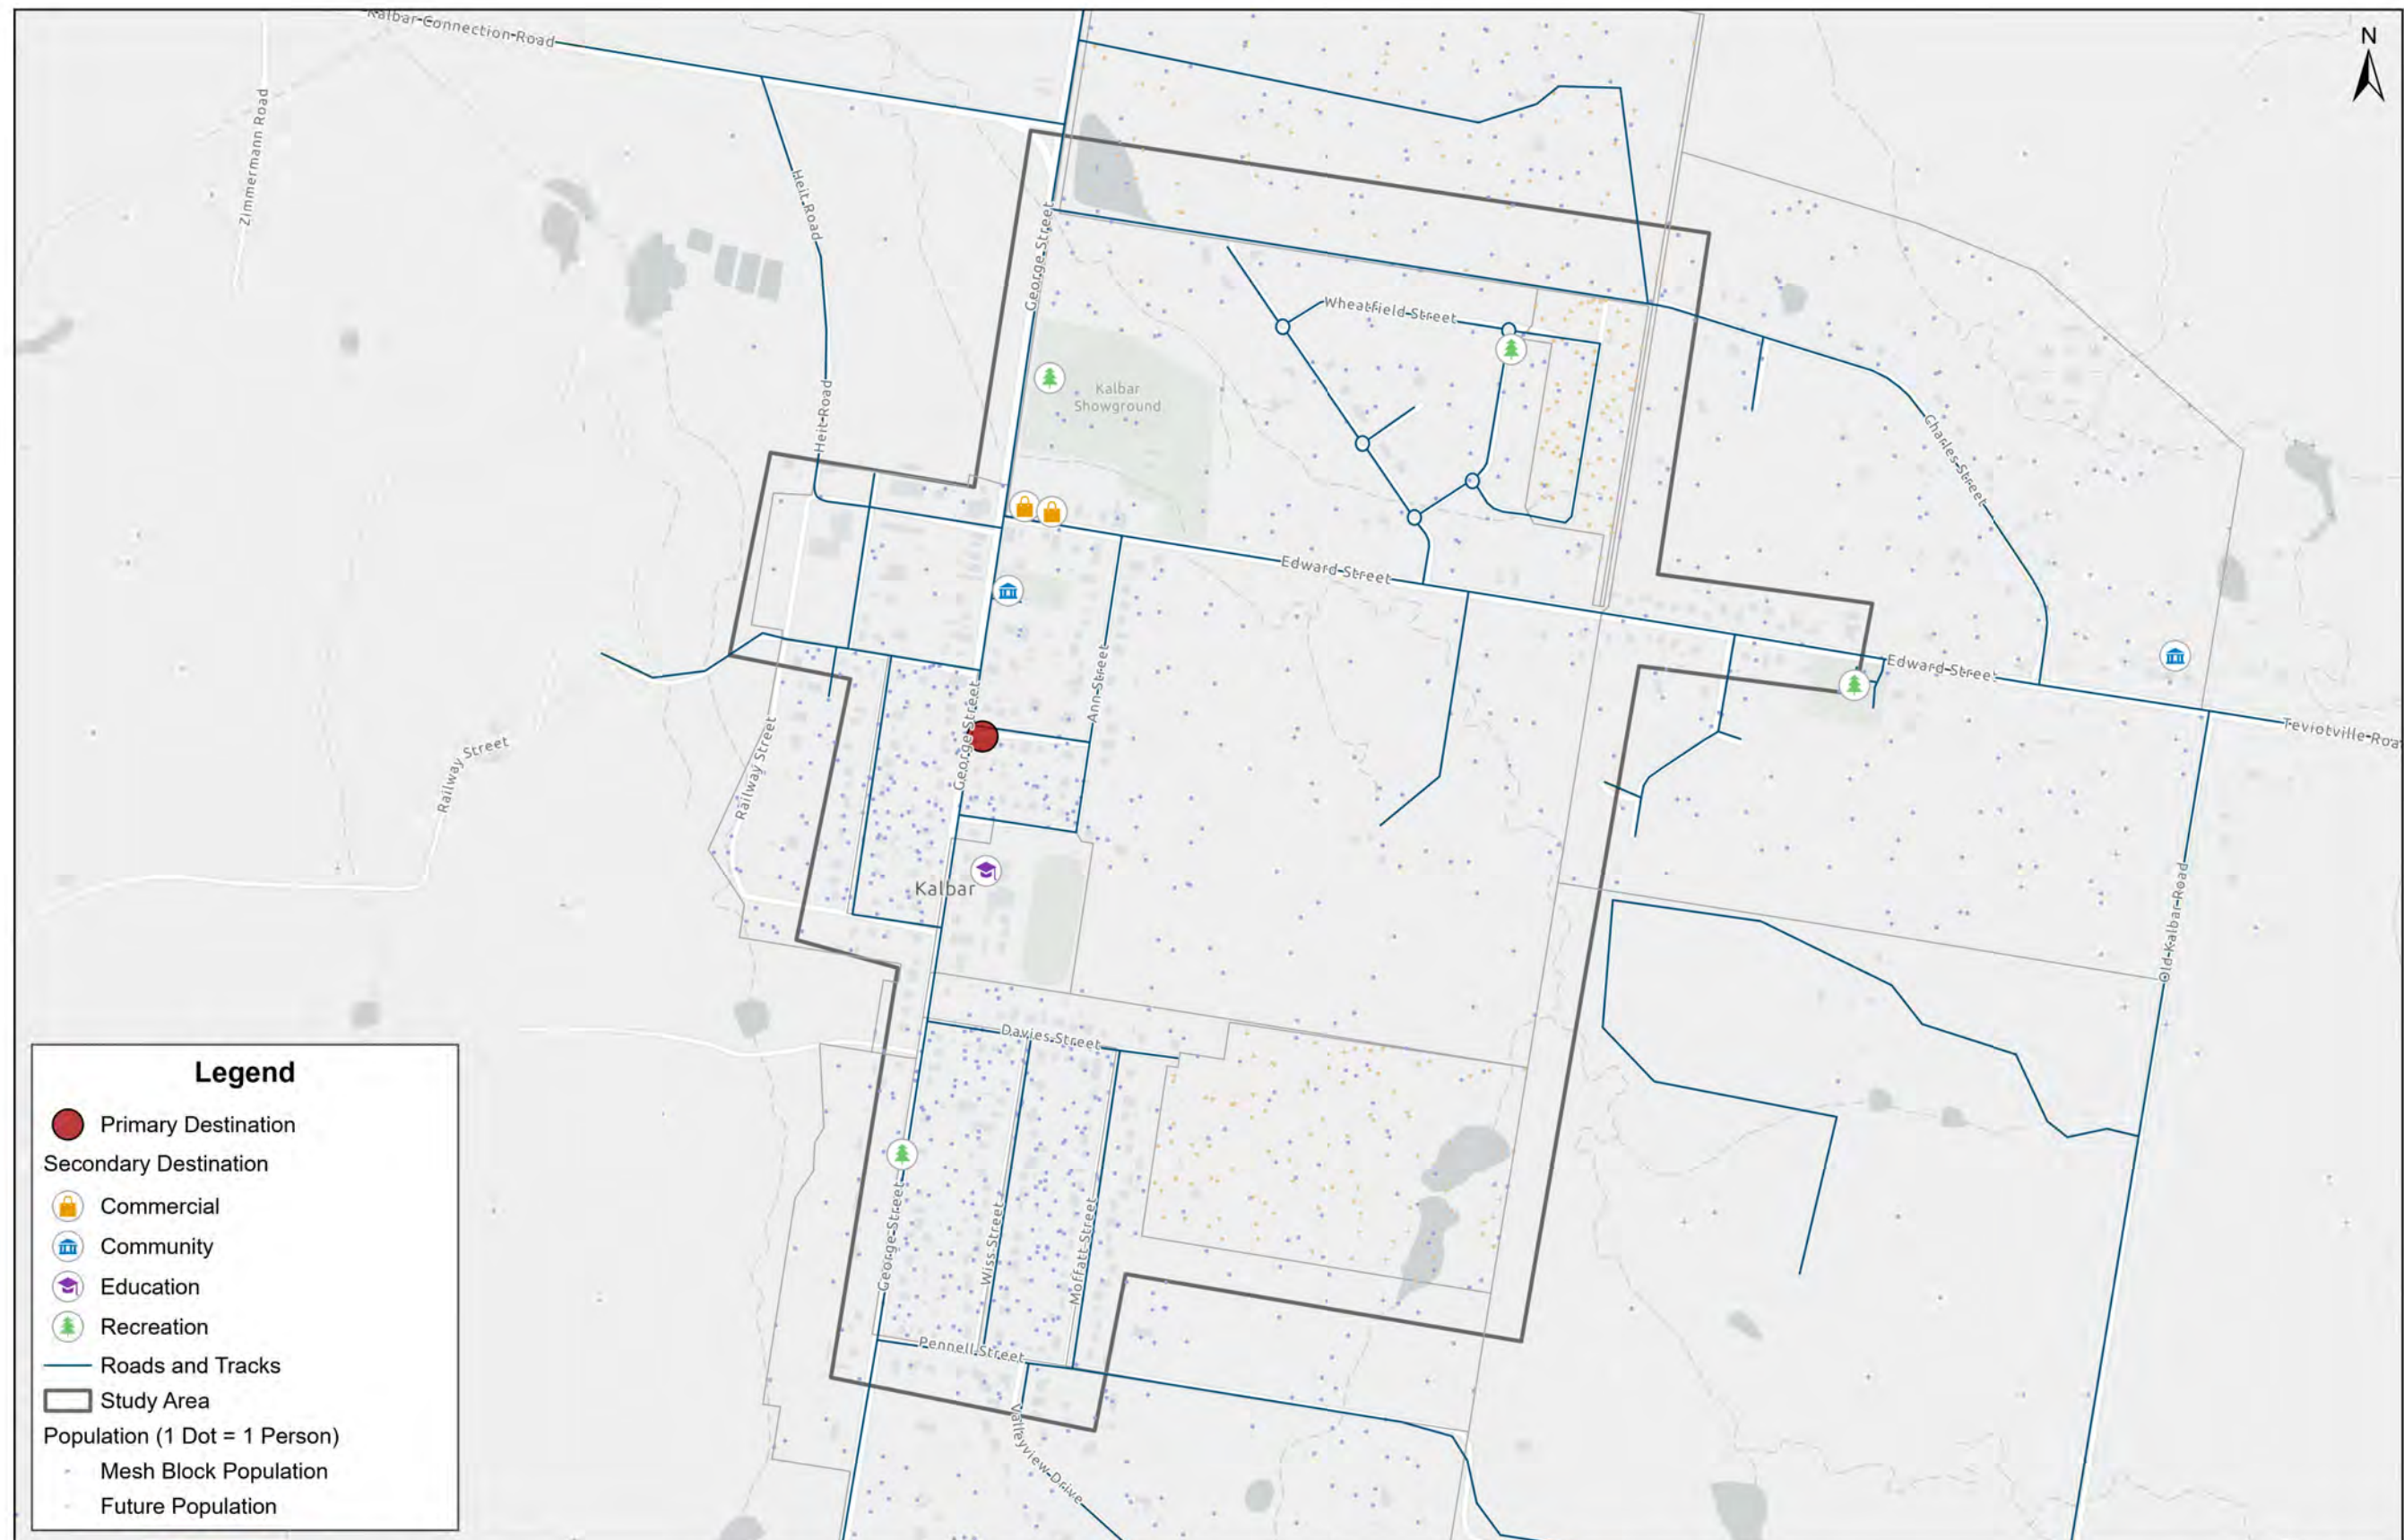 Kalbar-Connection-Road
N
Zimmermann Road
Heit Road
George Street
Wheatfield Street
Heit Road
Kalbar
Showground
Charles Street
Edward Street
Ann Street
Edward Street
George Street
Teviotville Roa
Railway Street
Railway Street
Kalbar
Old Kalbar Road
Davies Street
George Street
Wiss Street
Moffatt Street
Pennell Street
Valleyview Drive
Legend
Primary Destination
Secondary Destination
Commercial
Community
Education
Recreation
Roads and Tracks
Study Area
Population (1 Dot = 1 Person)
Mesh Block Population
Future Population